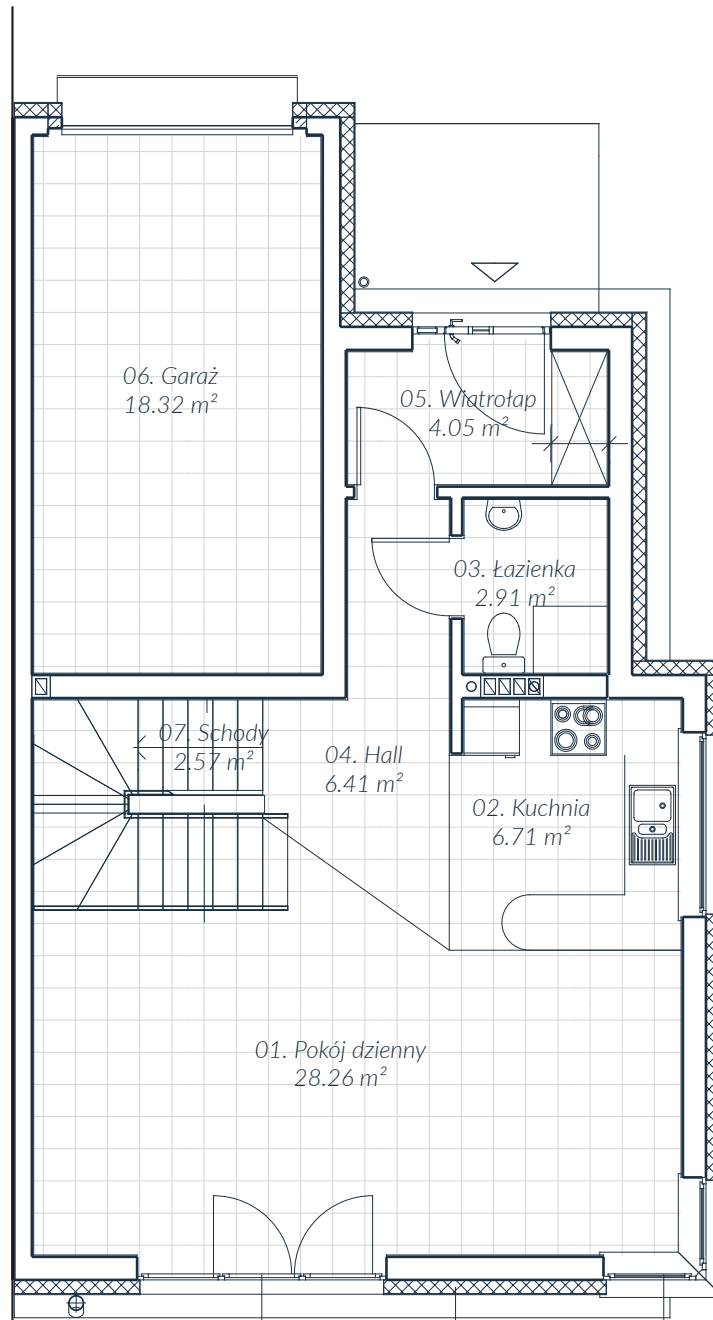 06. Garaż
18.32 m²
05. Wiatrołap
4.05 m²
03. Łazienka
2.91 m²
07. Schody
2.57 m²
04. Hall
6.41 m²
02. Kuchnia
6.71 m²
01. Pokój dzienny
28.26 m²